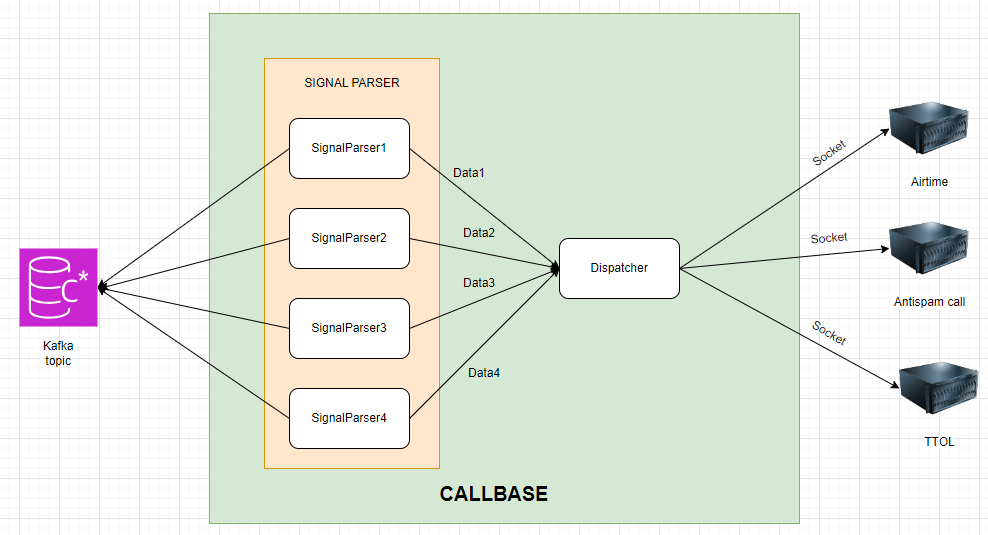 SIGNAL PARSER
SignalParser1
Data1
Socket
Airtime
SignalParser2
Data2
Socket
Dispatcher
C*
Data3
Antispam call
SignalParser3
Socket
Kafka
topic
Data4
SignalParser4
TTOL
CALLBASE